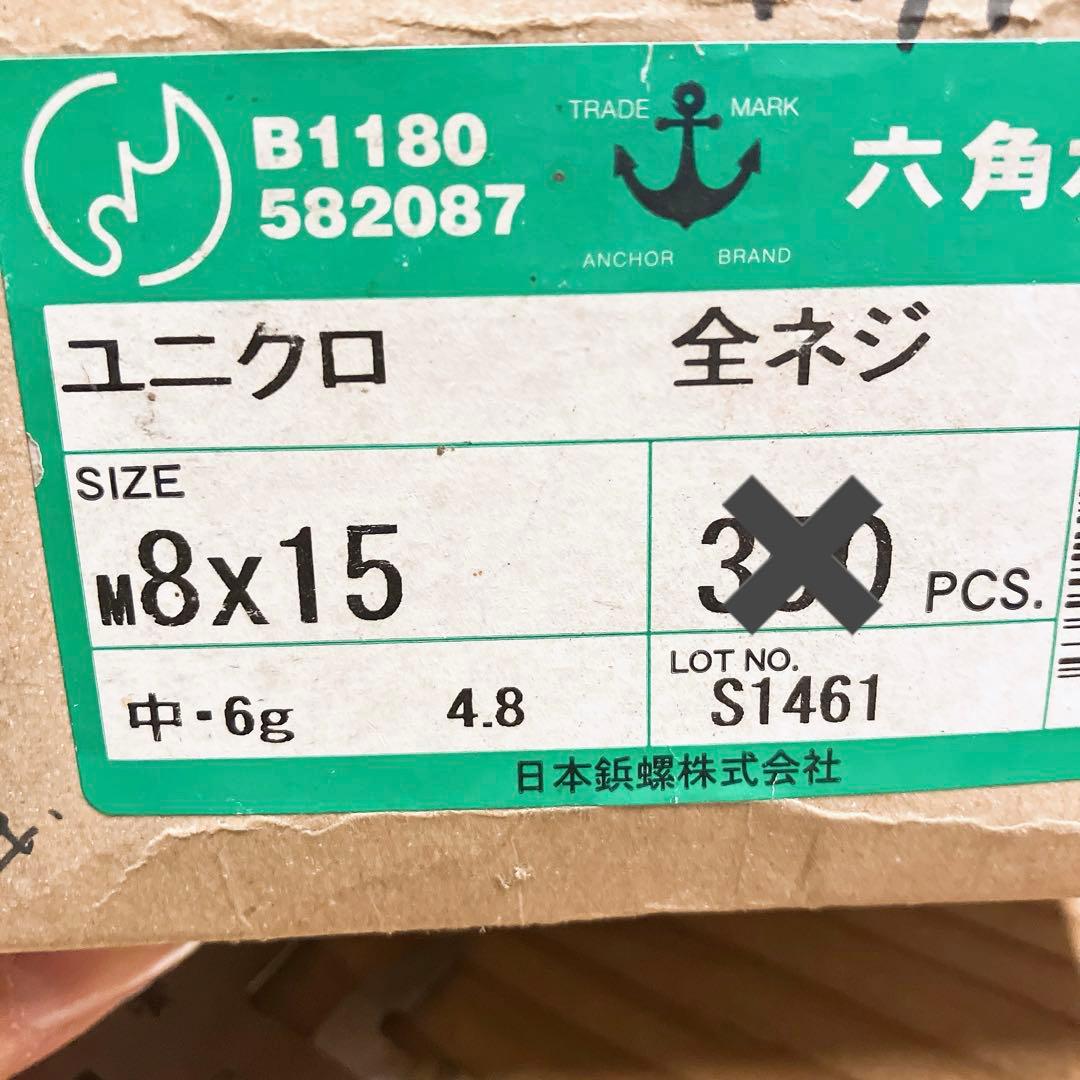 B1180
582087
TRADE MARK
ANCHOR BRAND
六角
ユニクロ 全ネジ
SIZE
M8X15
PCS.
中・6g 4.8
LOT NO.
S1461
日本鋲螺株式会社